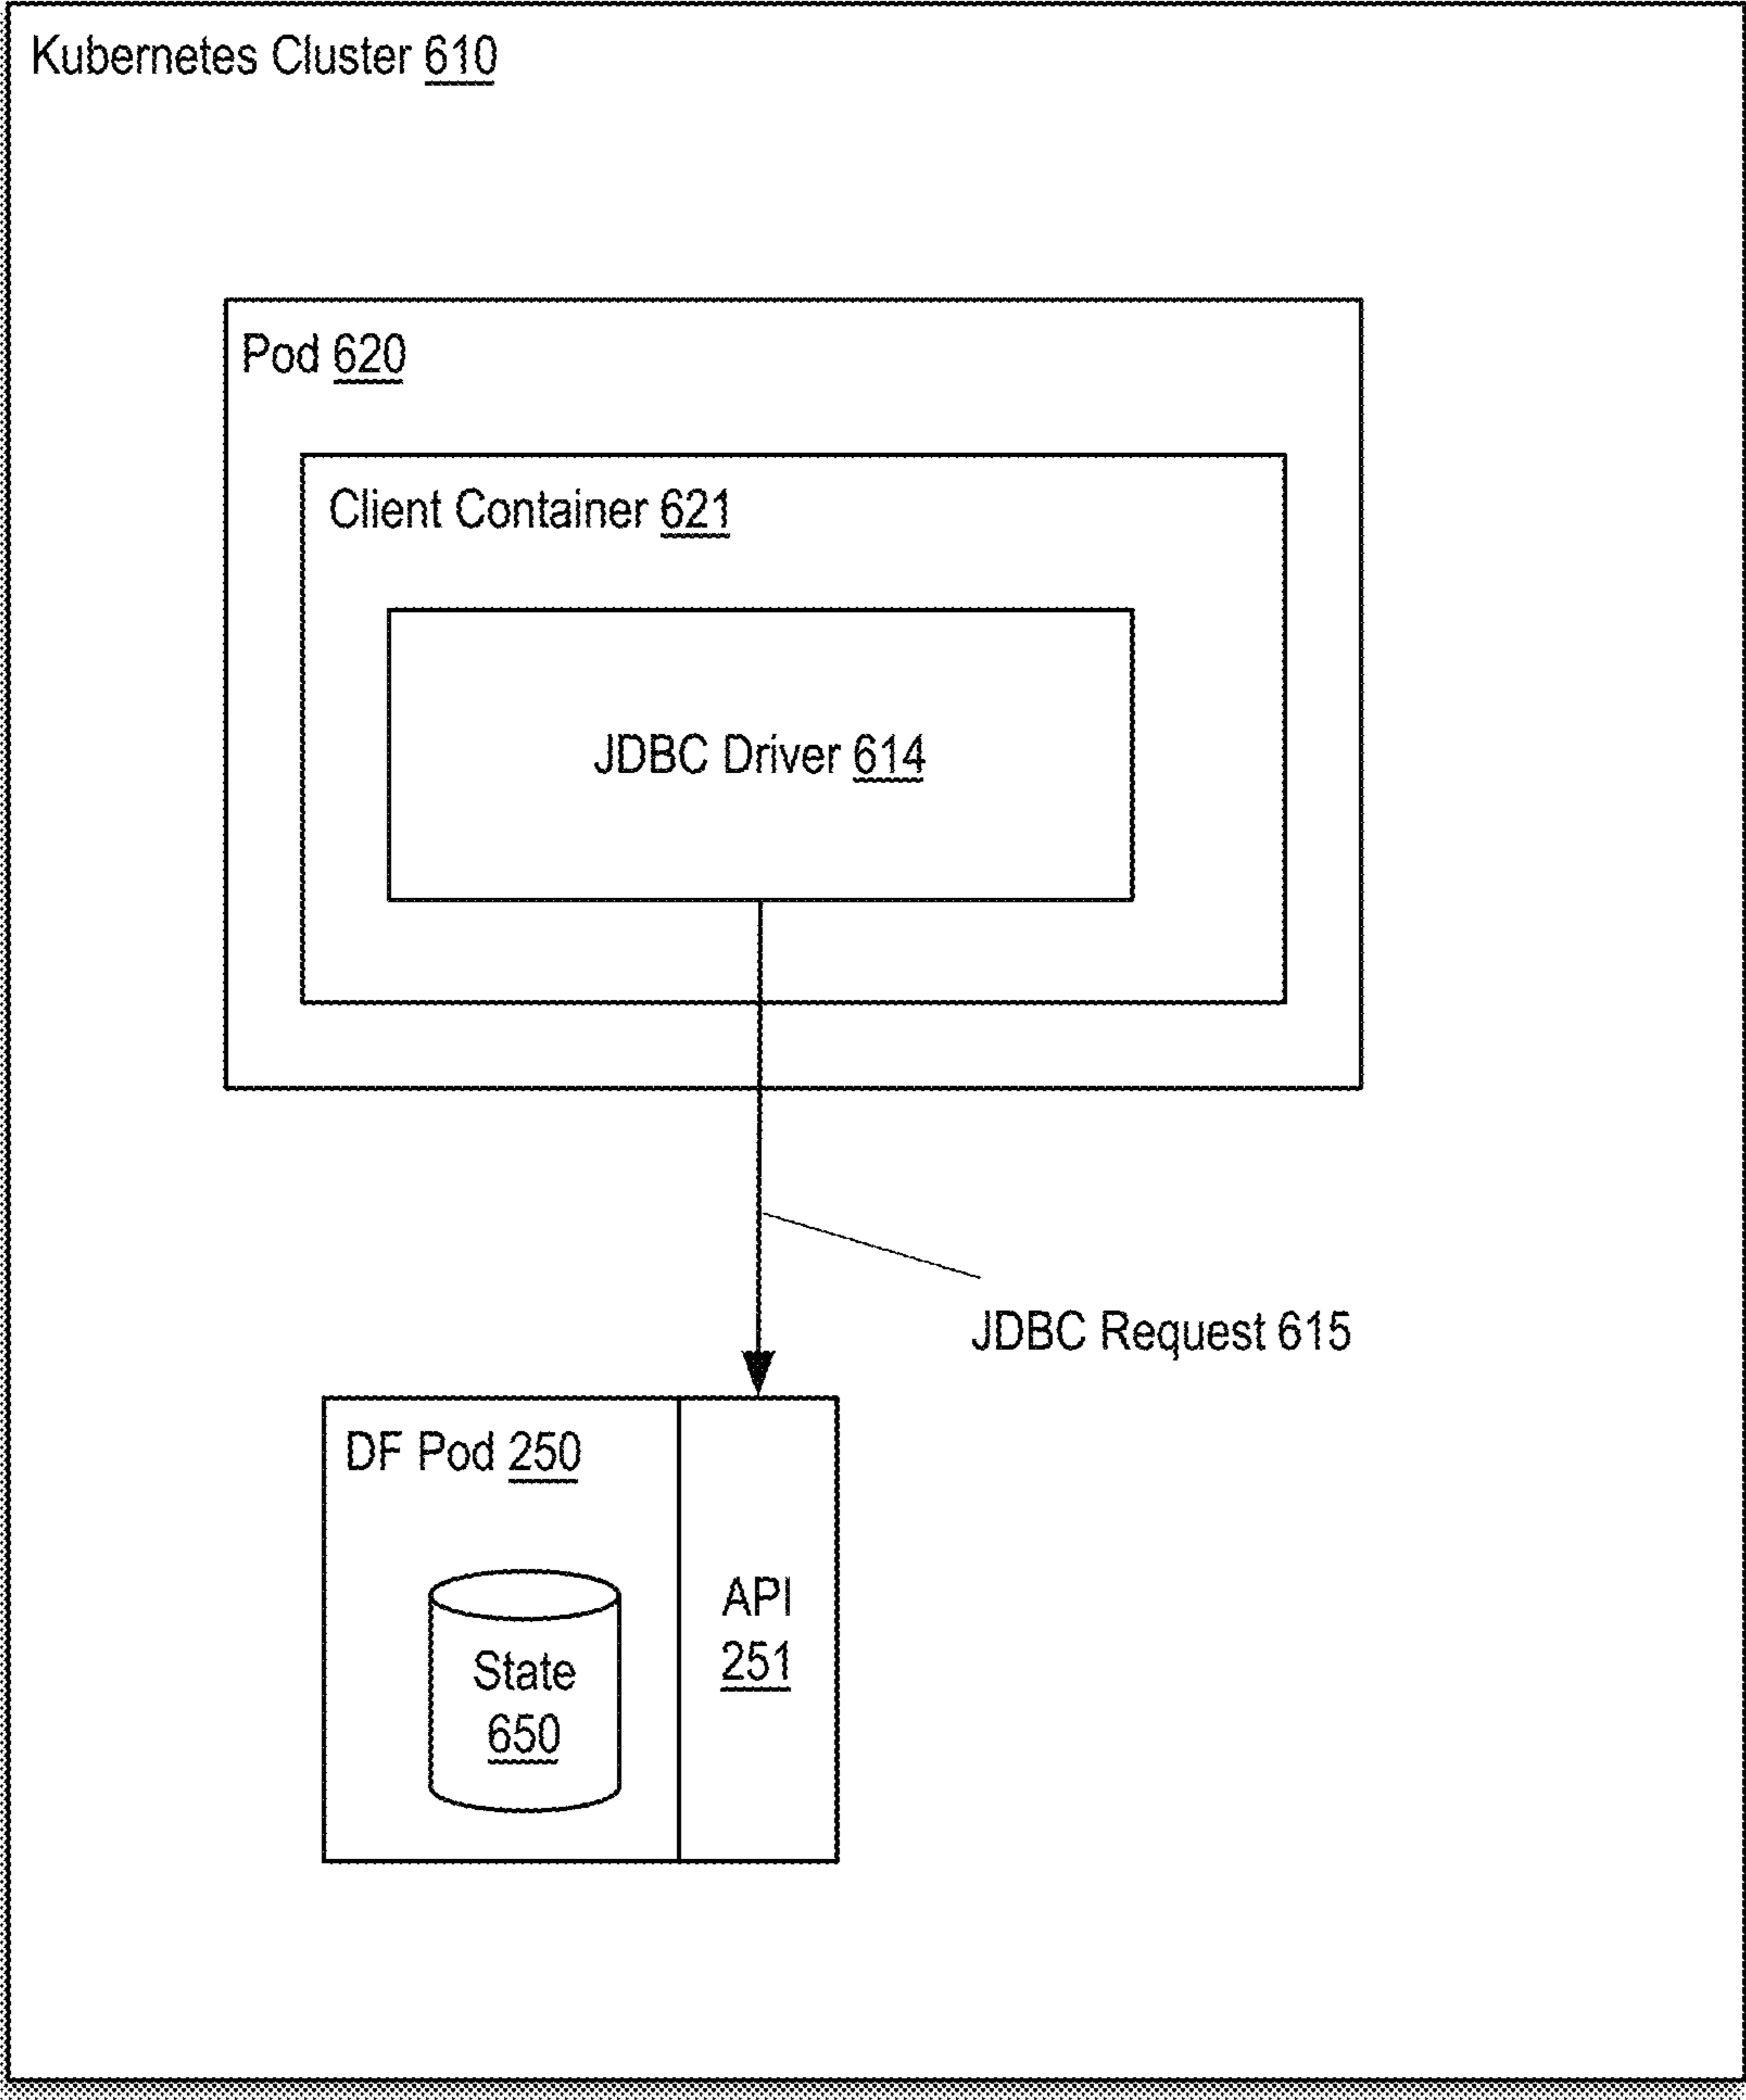 Kubernetes Cluster 610
Pod 620
Client Container 621
JDBC Driver 614
JDBC Request 615
DF Pod 250
API
251
State
650